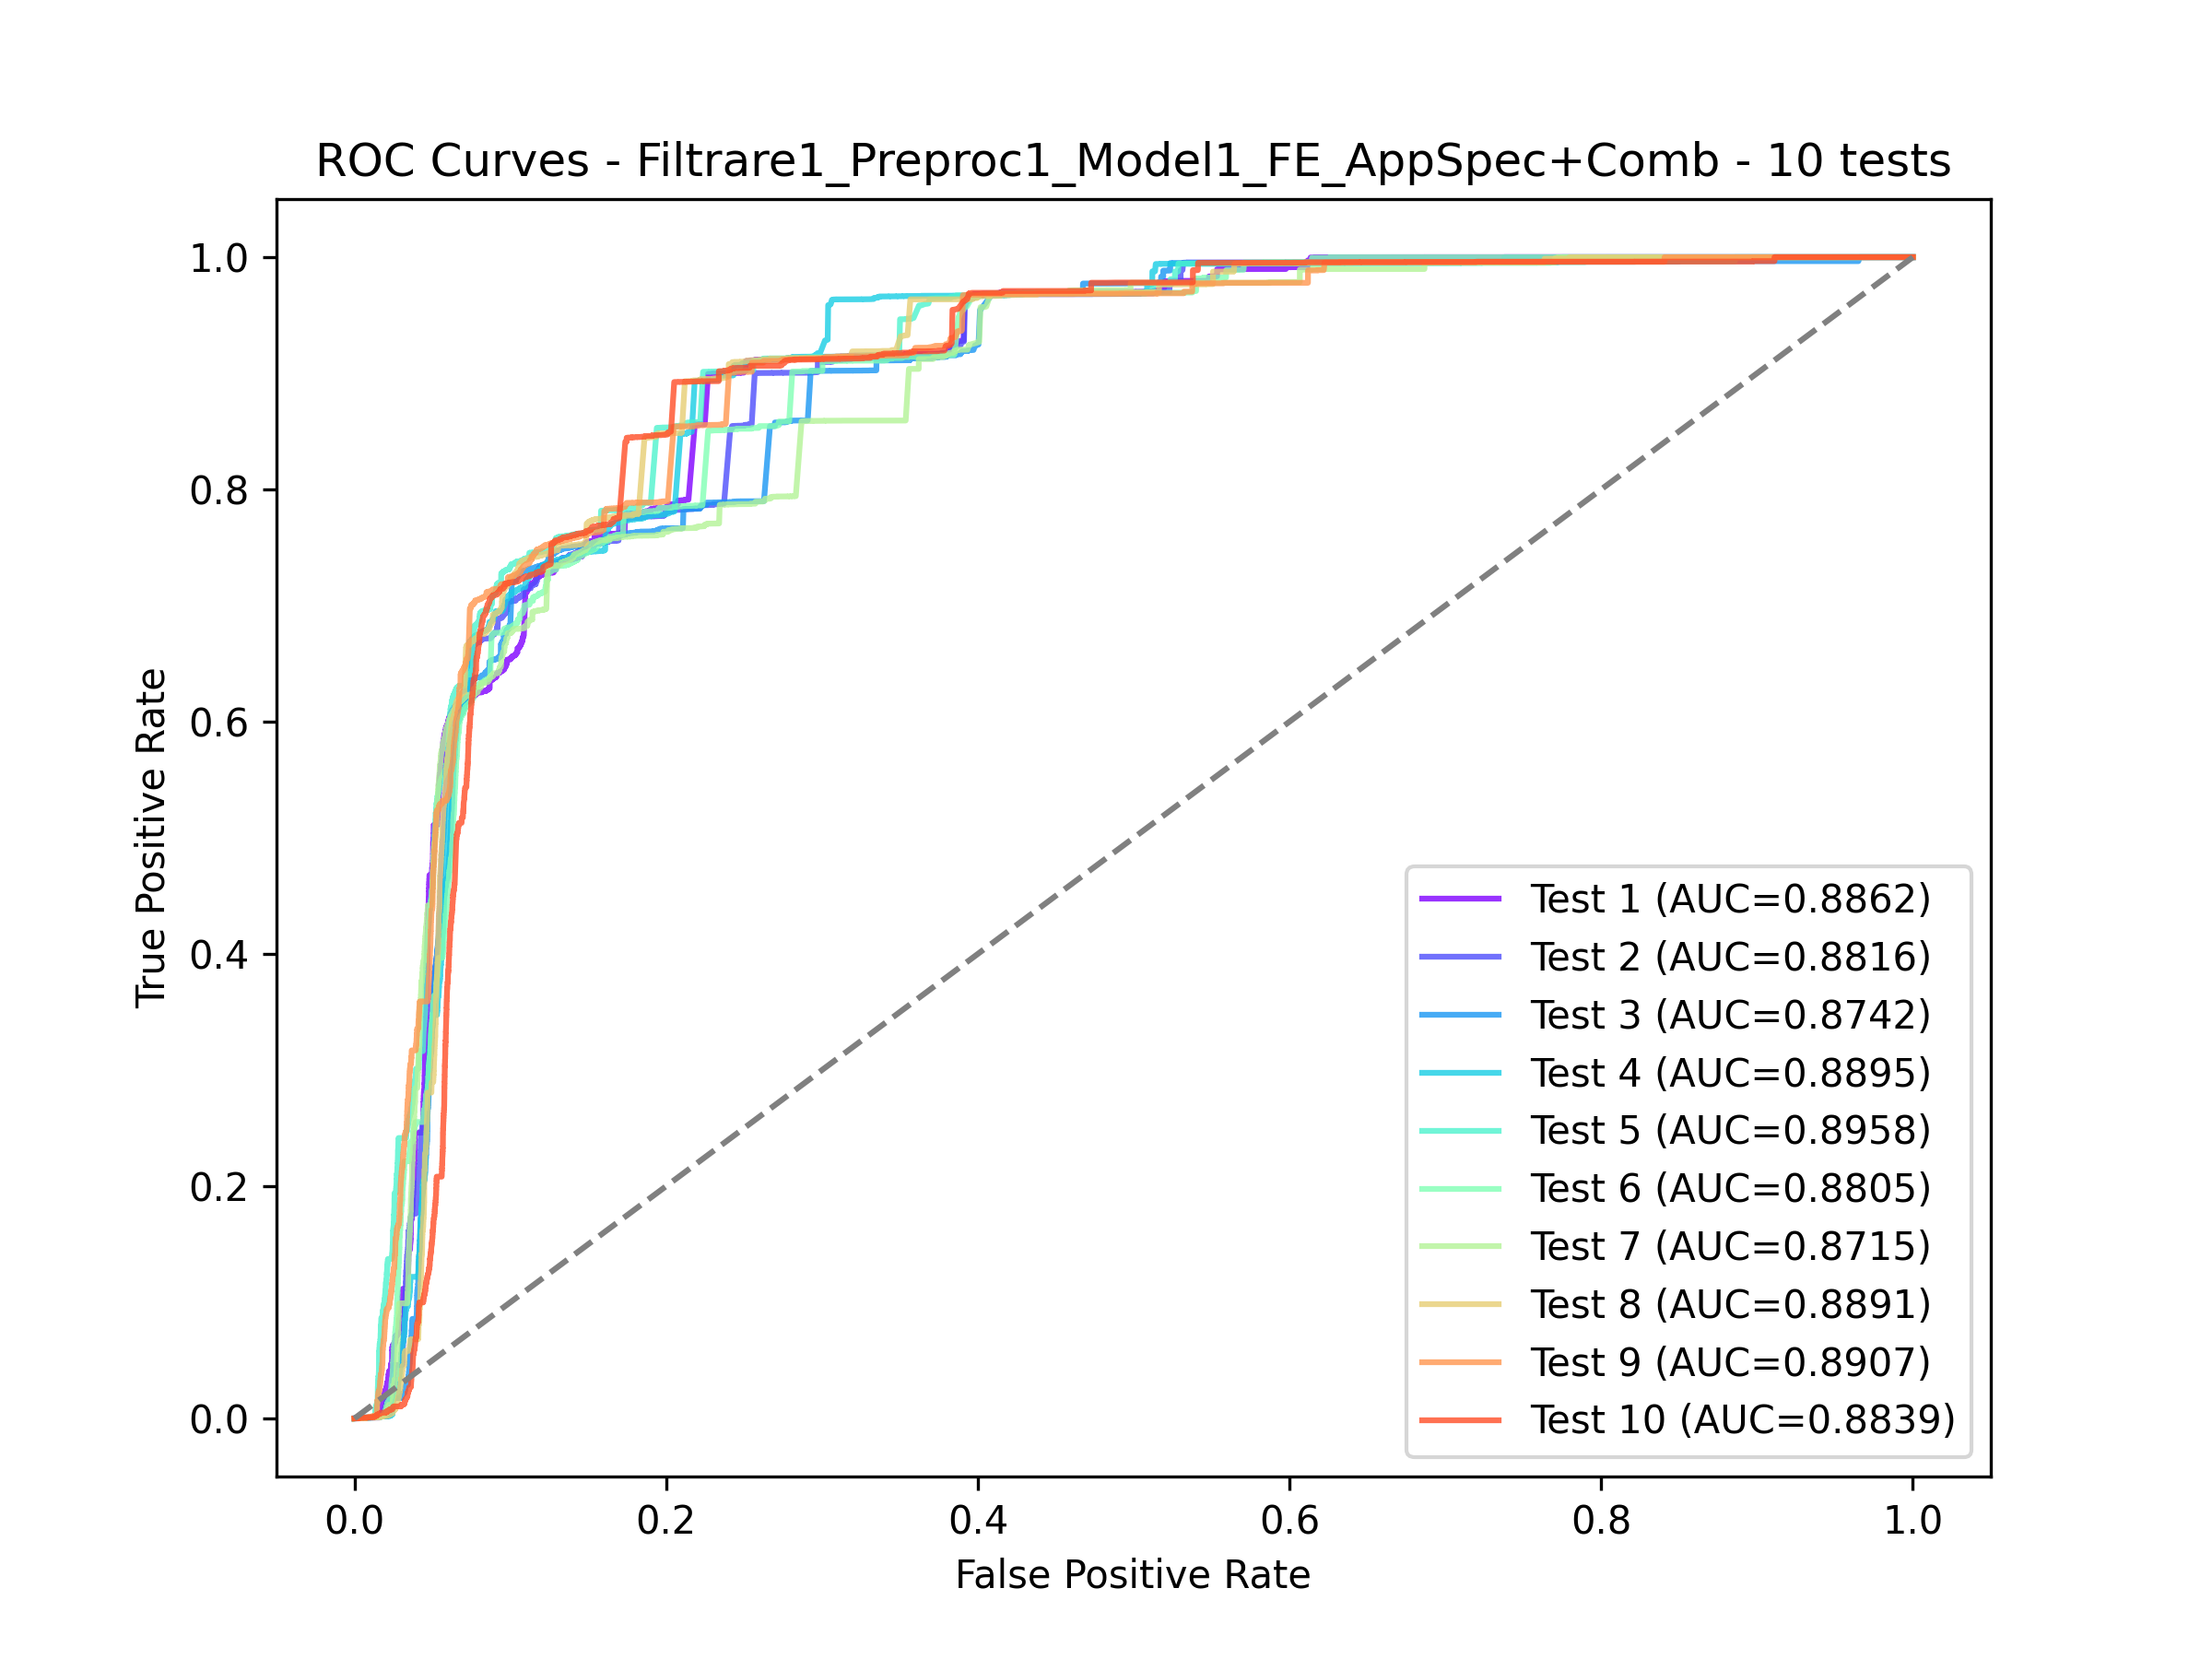 ROC Curves - Filtrare1_Preproc1_Model1_FE_AppSpec+Comb - 10 tests
True Positive Rate
1.0
0.8
0.6
0.4
0.2
0.0
0.0 0.2 0.4 0.6 0.8 1.0
False Positive Rate
Test 1 (AUC=0.8862)
Test 2 (AUC=0.8816)
Test 3 (AUC=0.8742)
Test 4 (AUC=0.8895)
Test 5 (AUC=0.8958)
Test 6 (AUC=0.8805)
Test 7 (AUC=0.8715)
Test 8 (AUC=0.8891)
Test 9 (AUC=0.8907)
Test 10 (AUC=0.8839)